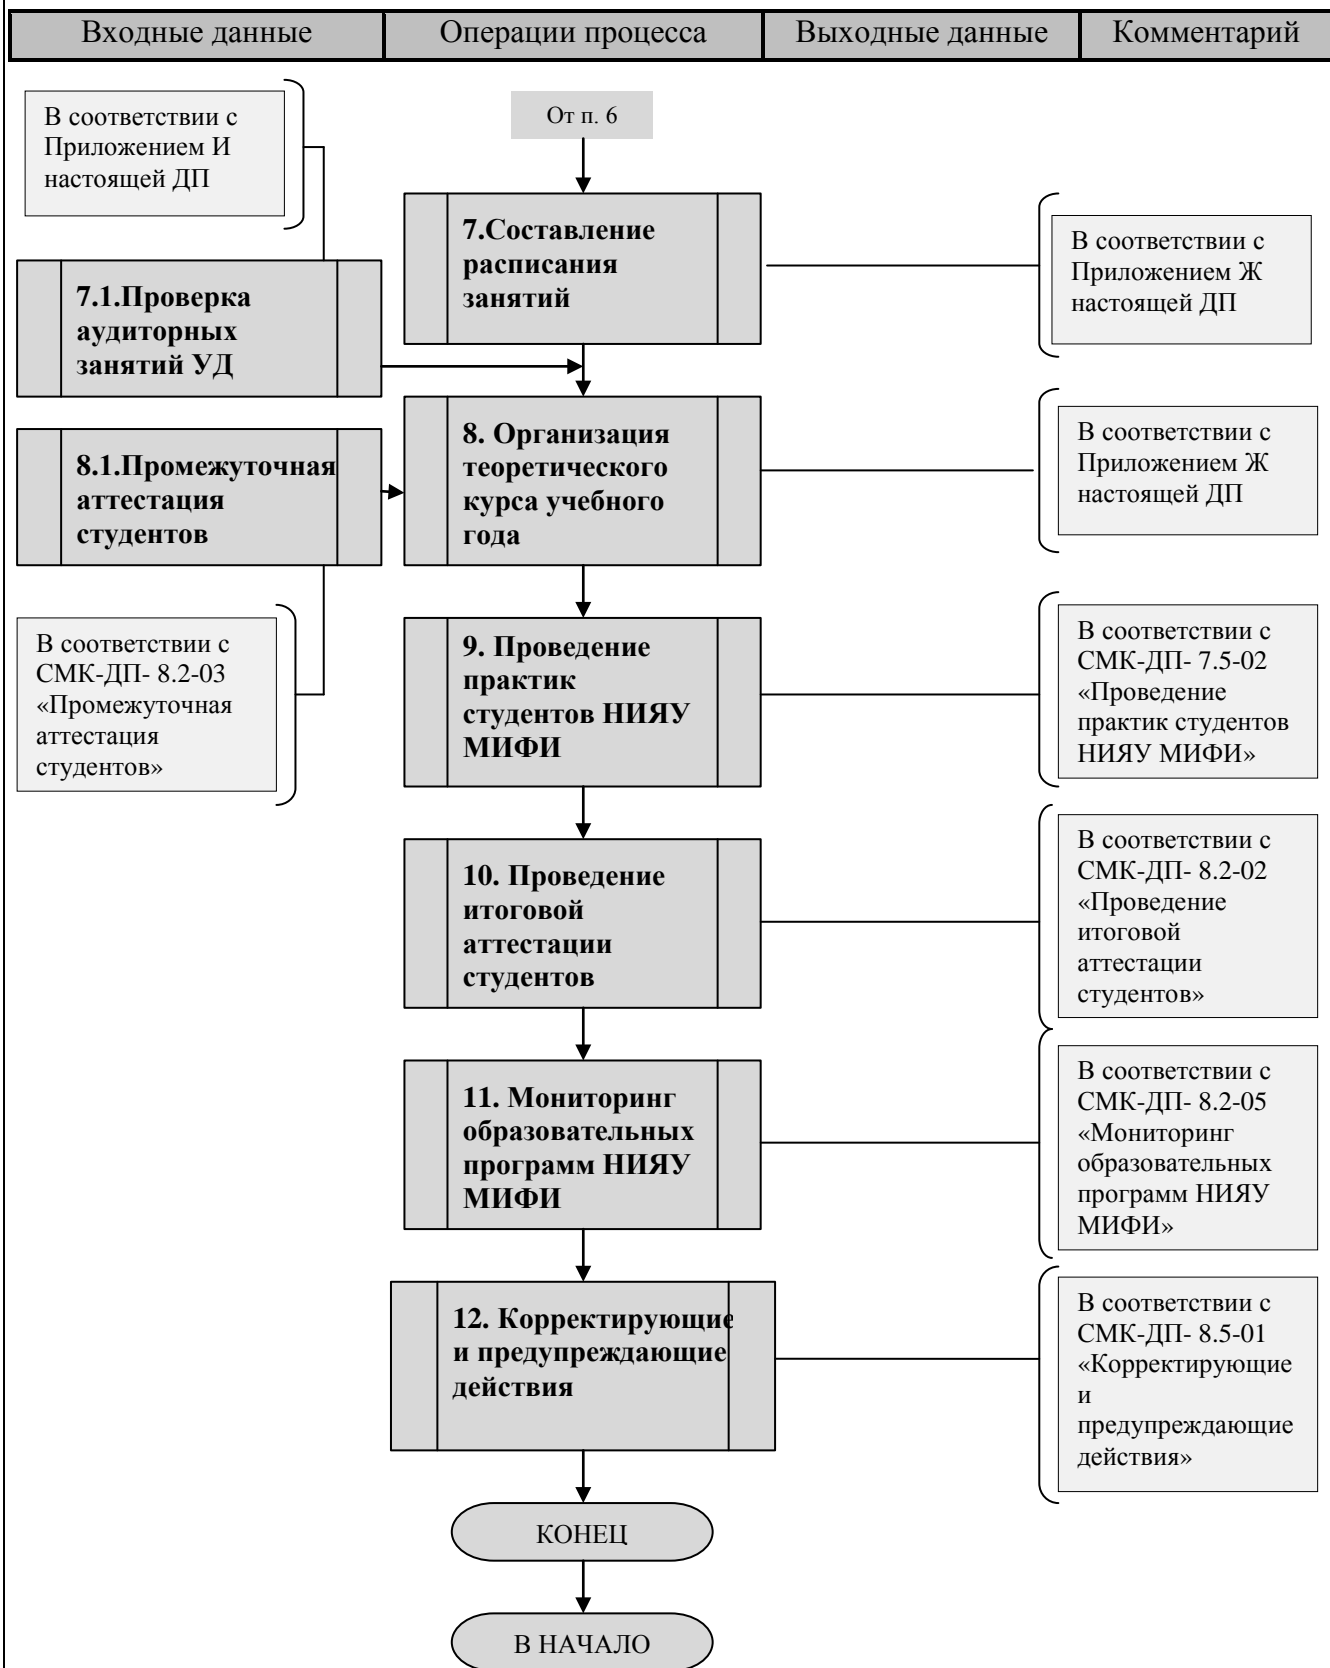 Входные данные
Операции процесса
Выходные данные
Комментарий
В соответствии с
Приложением И
настоящей ДП
От п. 6
7.Составление
расписания
занятий
В соответствии с
Приложением Ж
настоящей ДП
7.1.Проверка
аудиторных
занятий УД
8. Организация
теоретического
курса учебного
года
В соответствии с
Приложением Ж
настоящей ДП
8.1.Промежуточная
аттестация
студентов
В соответствии с
СМК-ДП- 8.2-03
«Промежуточная
аттестация
студентов»
9. Проведение
практик
студентов НИЯУ
МИФИ
В соответствии с
СМК-ДП- 7.5-02
«Проведение
практик студентов
НИЯУ МИФИ»
10. Проведение
итоговой
аттестации
студентов
В соответствии с
СМК-ДП- 8.2-02
«Проведение
итоговой
аттестации
студентов»
11. Мониторинг
образовательных
программ НИЯУ
МИФИ
В соответствии с
СМК-ДП- 8.2-05
«Мониторинг
образовательных
программ НИЯУ
МИФИ»
12. Корректирующие
и предупреждающие
действия
В соответствии с
СМК-ДП- 8.5-01
«Корректирующие
и
предупреждающие
действия»
КОНЕЦ
В НАЧАЛО